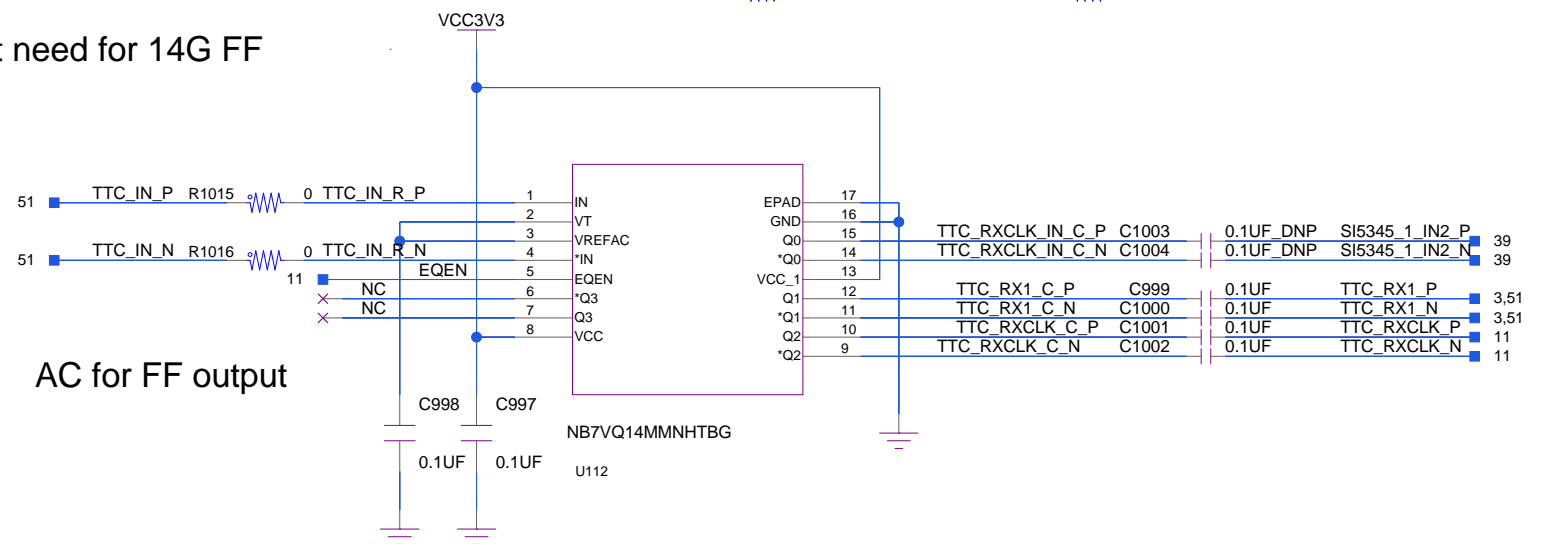 VCC3V3
t need for 14G FF
51 TTC_IN_P R1015 0 TTC_IN_R_P 1 IN
2 VT
3 VREFAC
51 TTC_IN_N R1016 0 TTC_IN_R_N 4 *IN
11 EQEN 5 EQEN
NC 6 *Q3
NC 7 Q3
8 VCC
EPAD 17
GND 16
Q0 15 TTC_RXCLK_IN_C_P C1003 0.1UF_DNP SI5345_1_IN2_P 39
*Q0 14 TTC_RXCLK_IN_C_N C1004 0.1UF_DNP SI5345_1_IN2_N 39
VCC_1 13
Q1 12 TTC_RX1_C_P C999 0.1UF TTC_RX1_P 3,51
*Q1 11 TTC_RX1_C_N C1000 0.1UF TTC_RX1_N 3,51
Q2 10 TTC_RXCLK_C_P C1001 0.1UF TTC_RXCLK_P 11
*Q2 9 TTC_RXCLK_C_N C1002 0.1UF TTC_RXCLK_N 11
AC for FF output
C998 C997
0.1UF 0.1UF
NB7VQ14MMNHTBG
U112